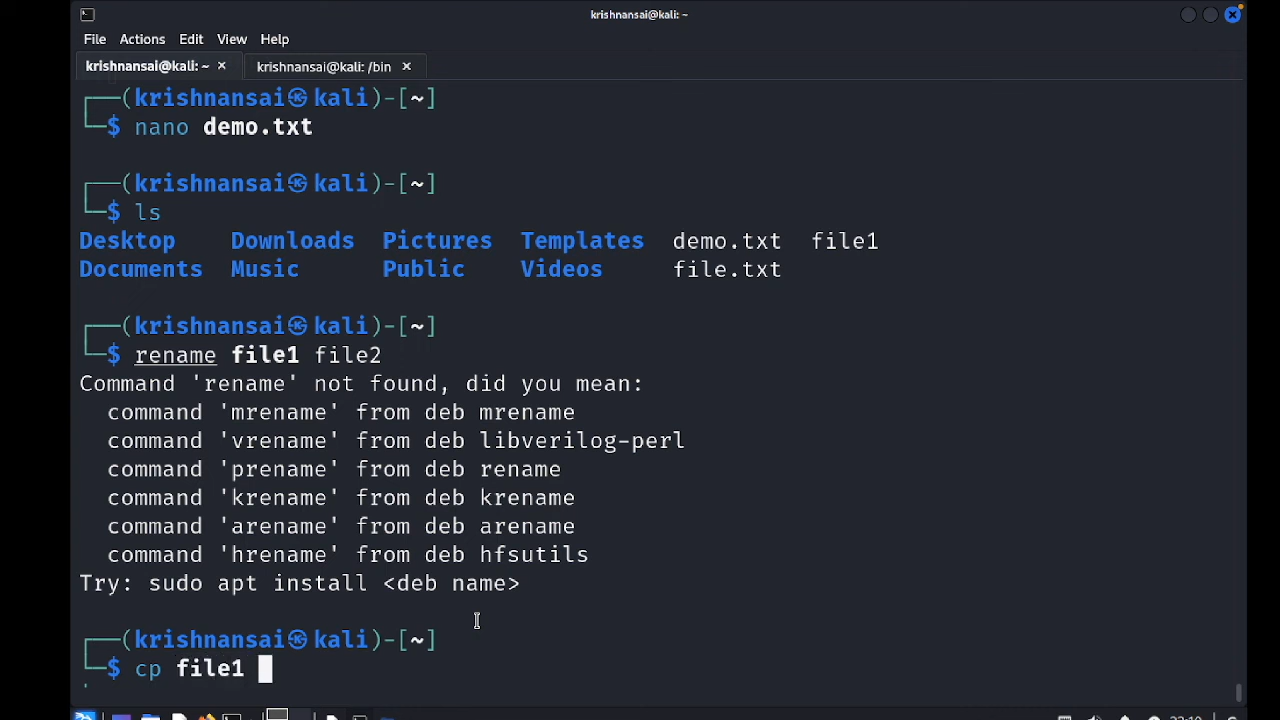 krishnansai@kali: ~
File Actions Edit View Help
krishnansai@kali: ~ × krishnansai@kali: /bin ×
┌──(krishnansai㉿kali)-[~]
└─$ nano demo.txt
┌──(krishnansai㉿kali)-[~]
└─$ ls
Desktop Downloads Pictures Templates demo.txt file1
Documents Music Public Videos file.txt
┌──(krishnansai㉿kali)-[~]
└─$ rename file1 file2
Command 'rename' not found, did you mean:
command 'mrename' from deb mrename
command 'vrename' from deb libverilog-perl
command 'prename' from deb rename
command 'krename' from deb krename
command 'arename' from deb arename
command 'hrename' from deb hfsutils
Try: sudo apt install <deb name>
┌──(krishnansai㉿kali)-[~]
└─$ cp file1